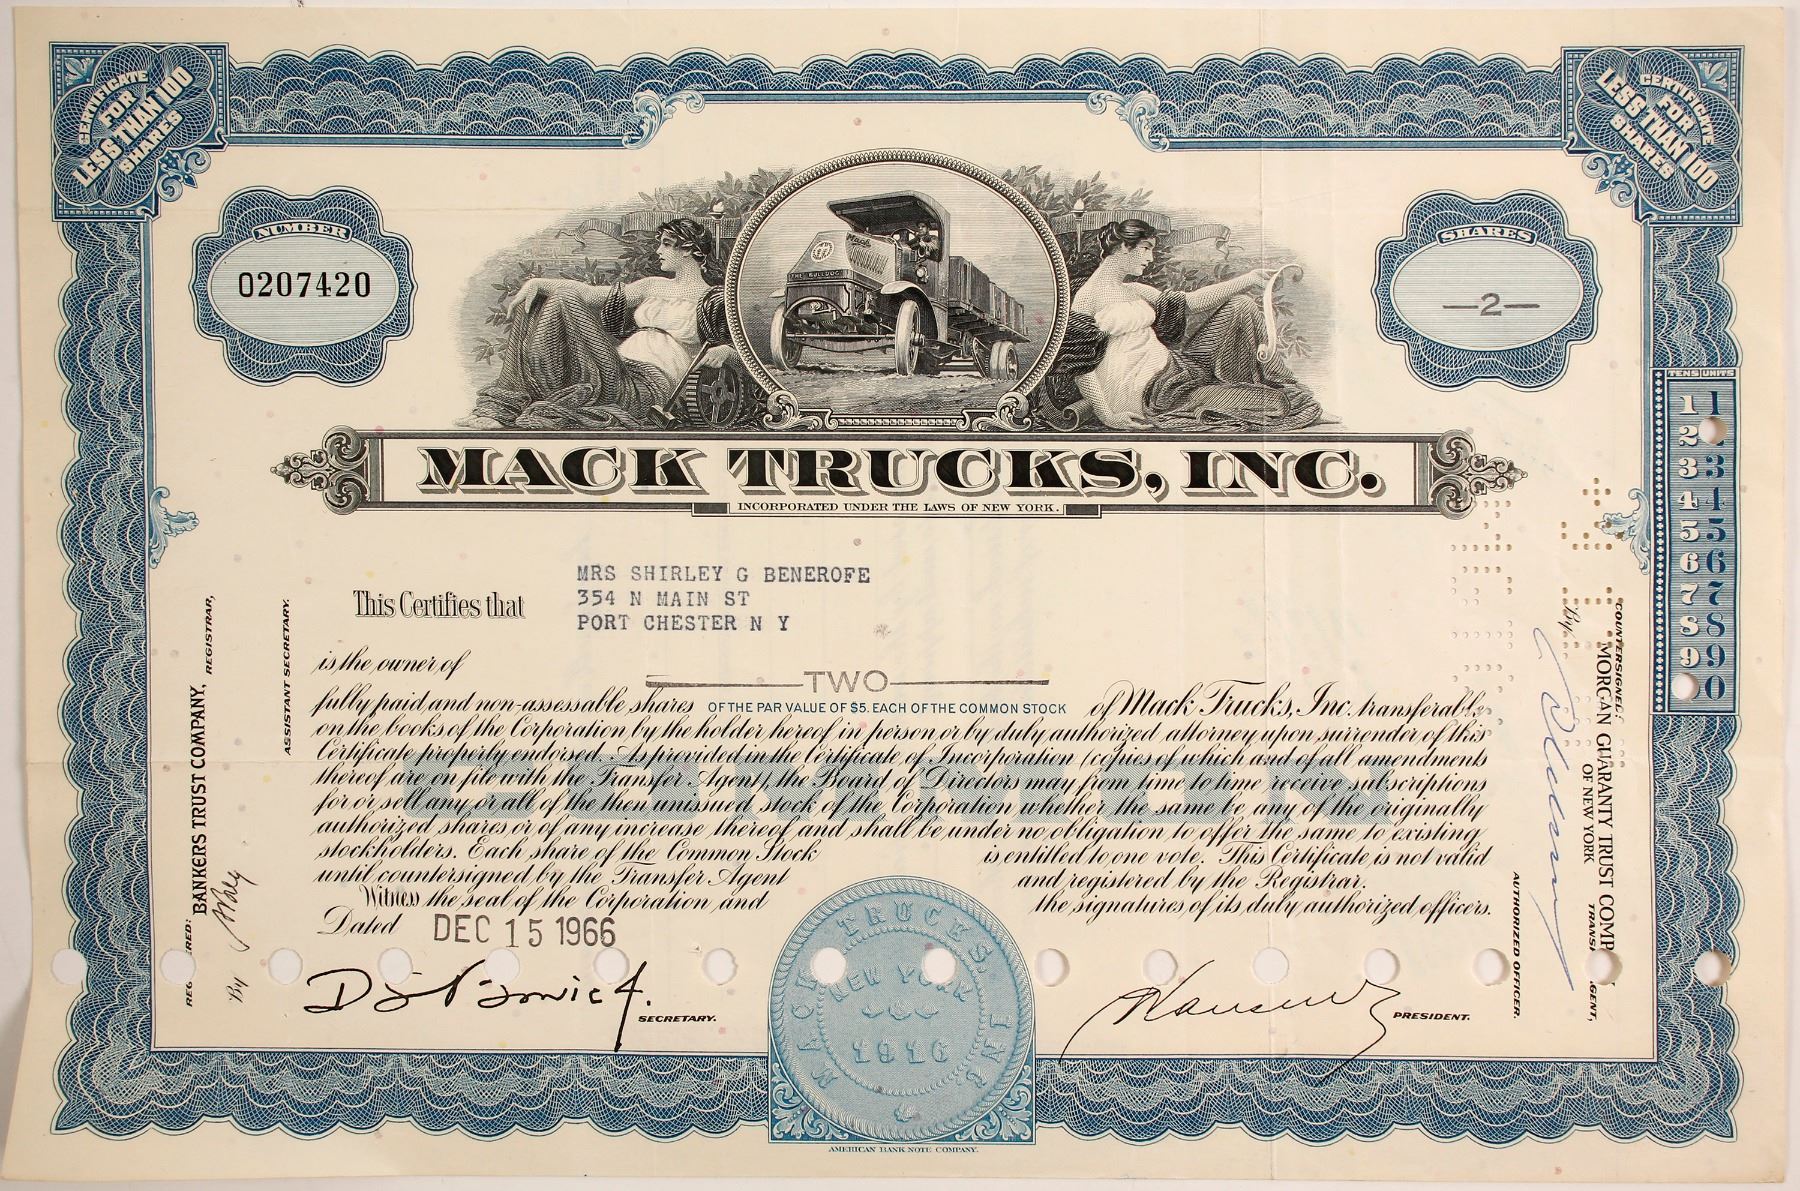 CERTIFICATE
FOR
LESS THAN 100
SHARES
CERTIFICATE
FOR
LESS THAN 100
SHARES
NUMBER
0207420
SHARES
—2—
Mack
THE BULLDOG
MACK TRUCKS, INC.
INCORPORATED UNDER THE LAWS OF NEW YORK.
TENS UNITS
1 1
2
3 3
4 4
5 5
6 6
7 7
8 8
9 9
0
This Certifies that
MRS SHIRLEY G BENEROFE
354 N MAIN ST
PORT CHESTER N Y
is the owner of
TWO
fully paid and non-assessable shares OF THE PAR VALUE OF $5. EACH OF THE COMMON STOCK of Mack Trucks, Inc. transferable
on the books of the Corporation by the holder hereof in person or by duly authorized attorney upon surrender of this
Certificate properly endorsed. As provided in the Certificate of Incorporation (copies of which and of all amendments
thereof are on file with the Transfer Agent), the Board of Directors may from time to time receive subscriptions
for or sell any or all of the then unissued stock of the Corporation whether the same be any of the originally
authorized shares or of any increase thereof and shall be under no obligation to offer the same to existing
stockholders. Each share of the Common Stock is entitled to one vote. This Certificate is not valid
until countersigned by the Transfer Agent and registered by the Registrar.
Witness the seal of the Corporation, and the signatures of its duly authorized officers.
Dated DEC 15 1966
COMMON
SECRETARY.
PRESIDENT.
MACK TRUCKS, INC.
NEW YORK
1916
AMERICAN BANK NOTE COMPANY.
BANKERS TRUST COMPANY,
REGISTRAR,
By
ASSISTANT SECRETARY.
COUNTERSIGNED:
MORGAN GUARANTY TRUST COMP
OF NEW YORK
By
AUTHORIZED OFFICER.